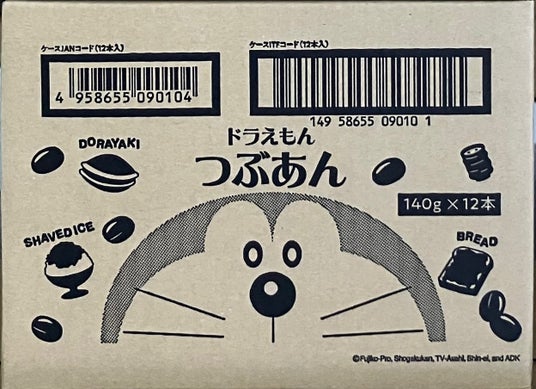 ケースJANコード(12本入)
4 958655 090104
ケースITFコード(12本入)
149 58655 09010 1
ドラえもん
つぶあん
140g×12本
DORAYAKI
SHAVED ICE
BREAD
©Fujiko-Pro, Shogakukan, TV-Asahi, Shin-ei, and ADK